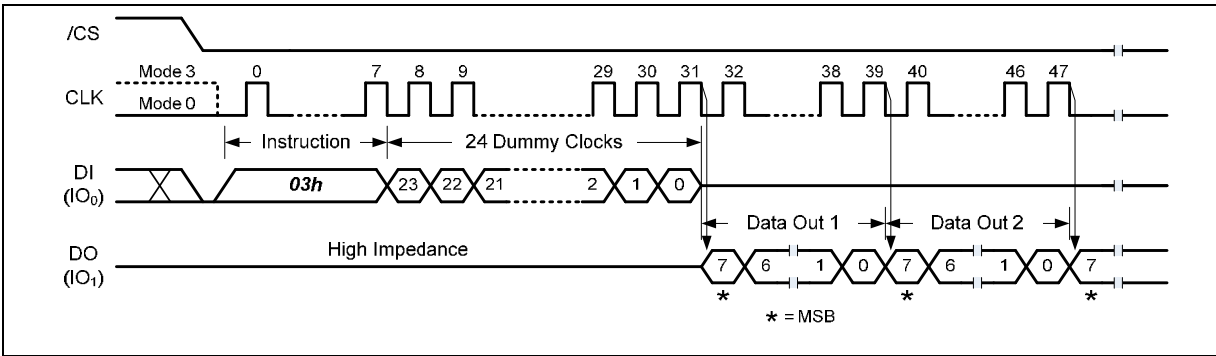 /CS
Mode 3 0 7 8 9 29 30 31 32 38 39 40 46 47
CLK
Mode 0
Instruction 24 Dummy Clocks
DI
(IO0)
03h 23 22 21 2 1 0
Data Out 1 Data Out 2
DO
(IO1)
High Impedance
7 6 1 0 7 6 1 0 7
* * *
* = MSB